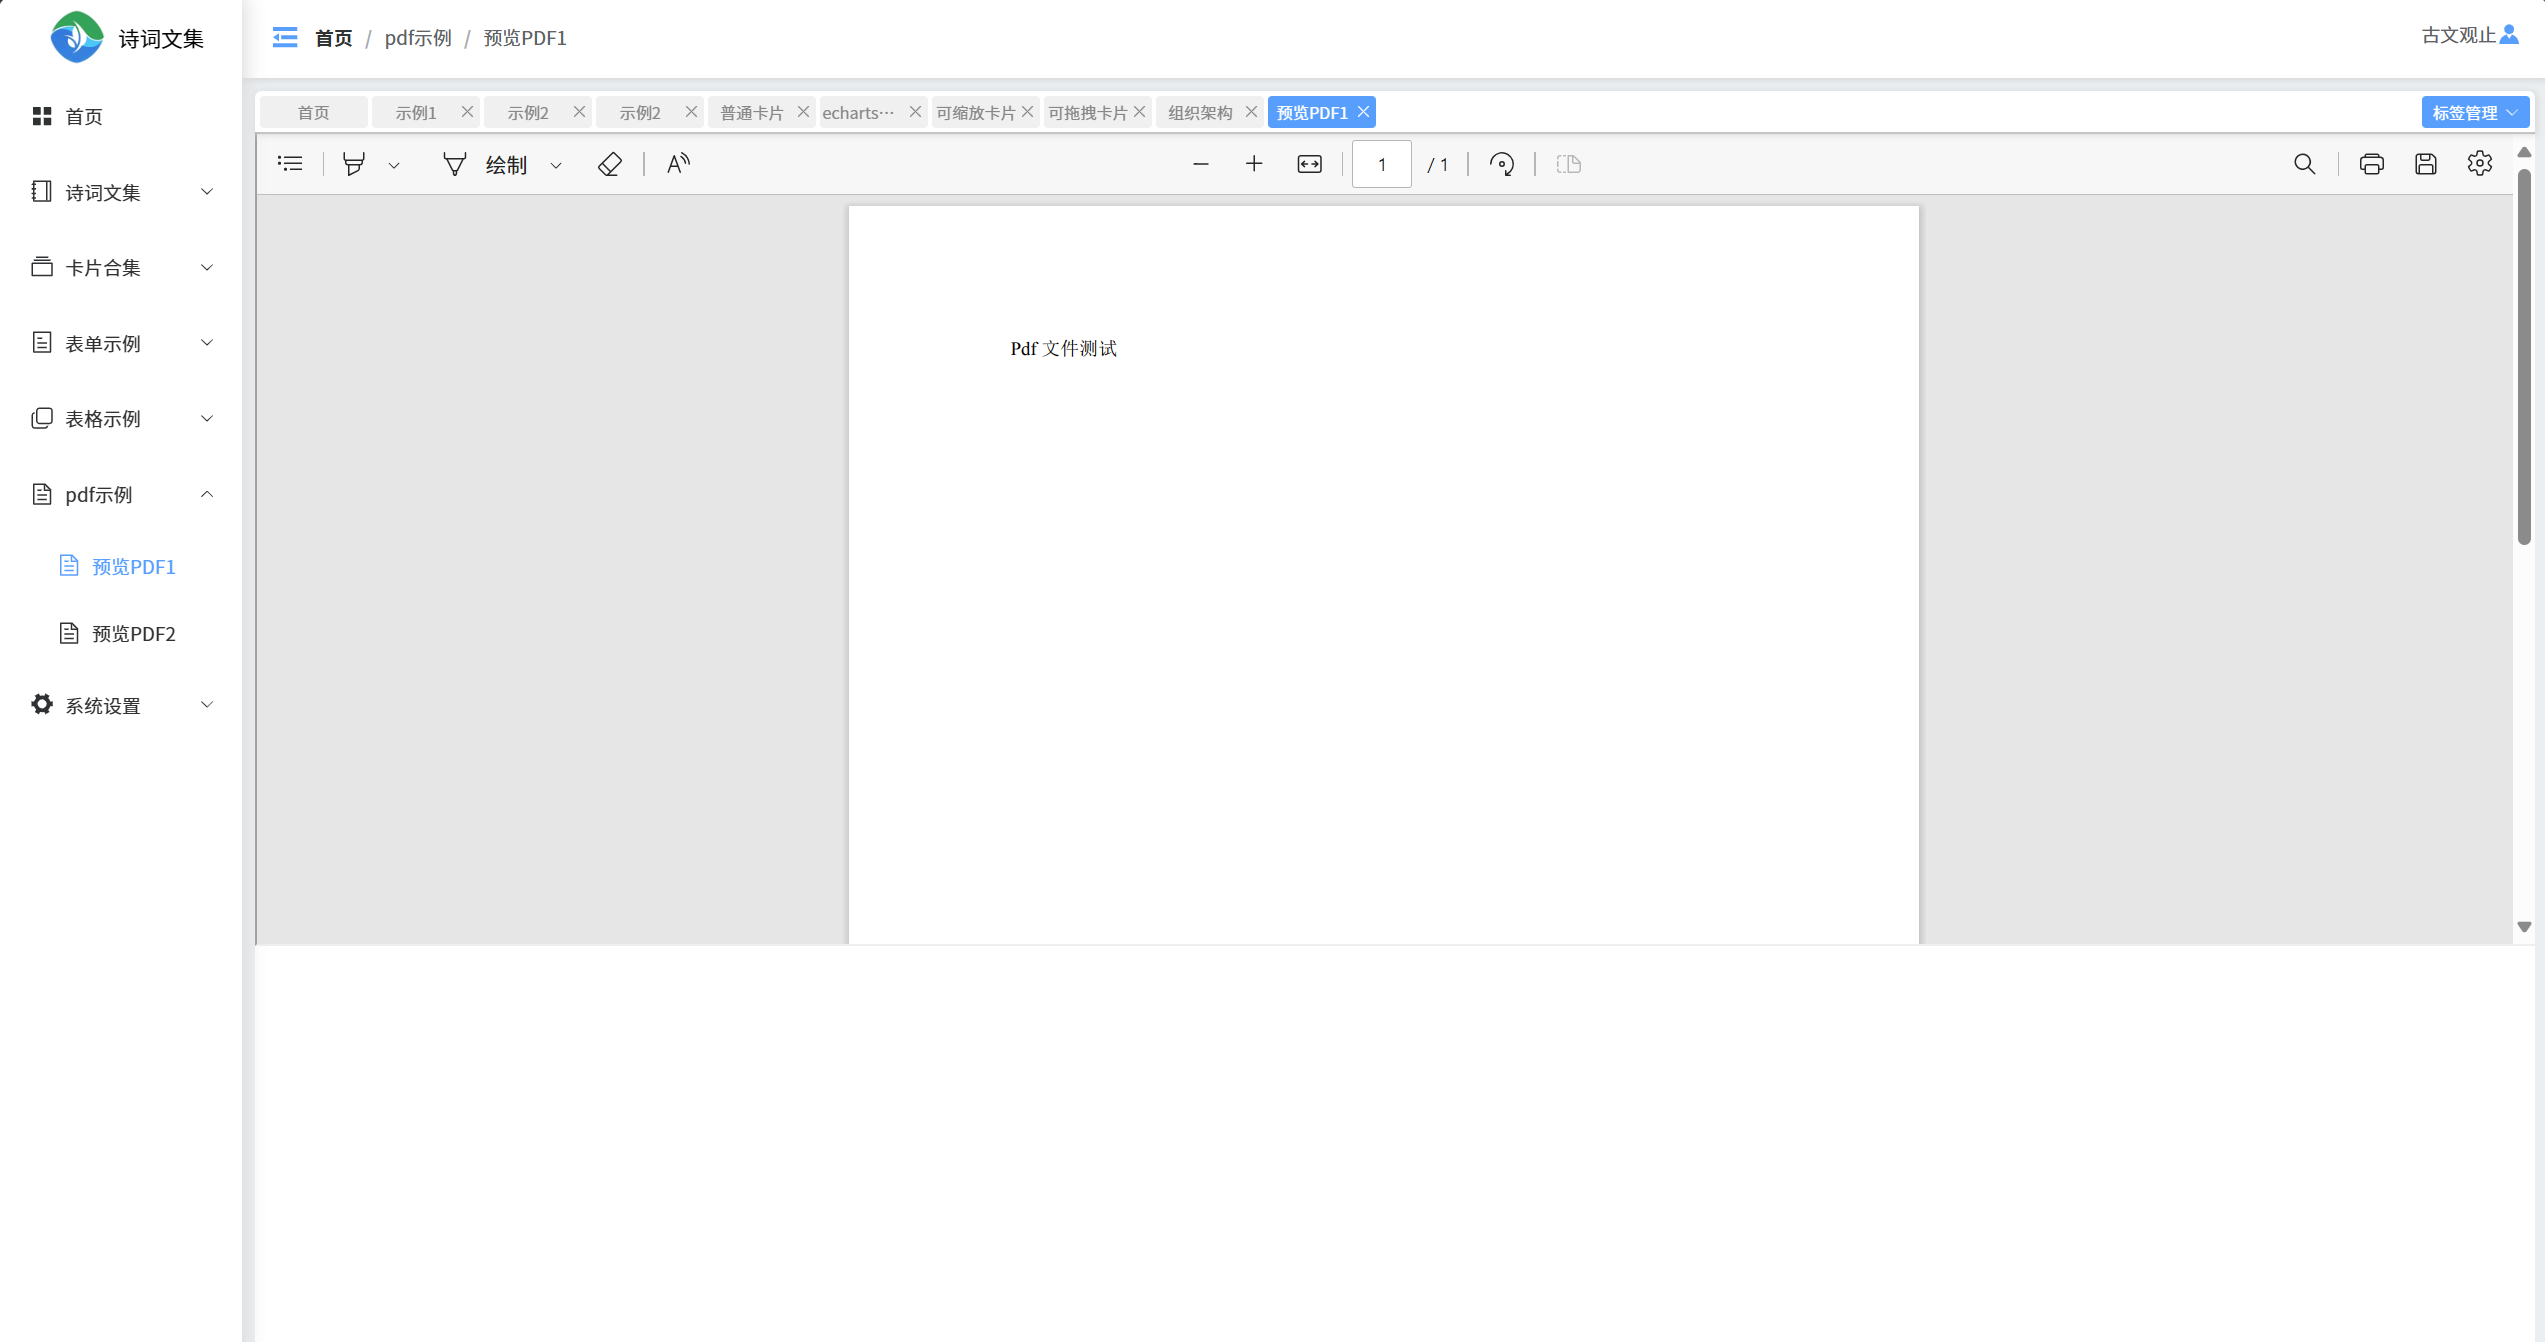 诗词文集
首页 / pdf示例 / 预览PDF1
古文观止
首页
诗词文集
卡片合集
表单示例
表格示例
pdf示例
预览PDF1
预览PDF2
系统设置
首页 示例1 示例2 示例2 普通卡片 echarts… 可缩放卡片 可拖拽卡片 组织架构 预览PDF1 标签管理
绘制 1 / 1
Pdf 文件测试